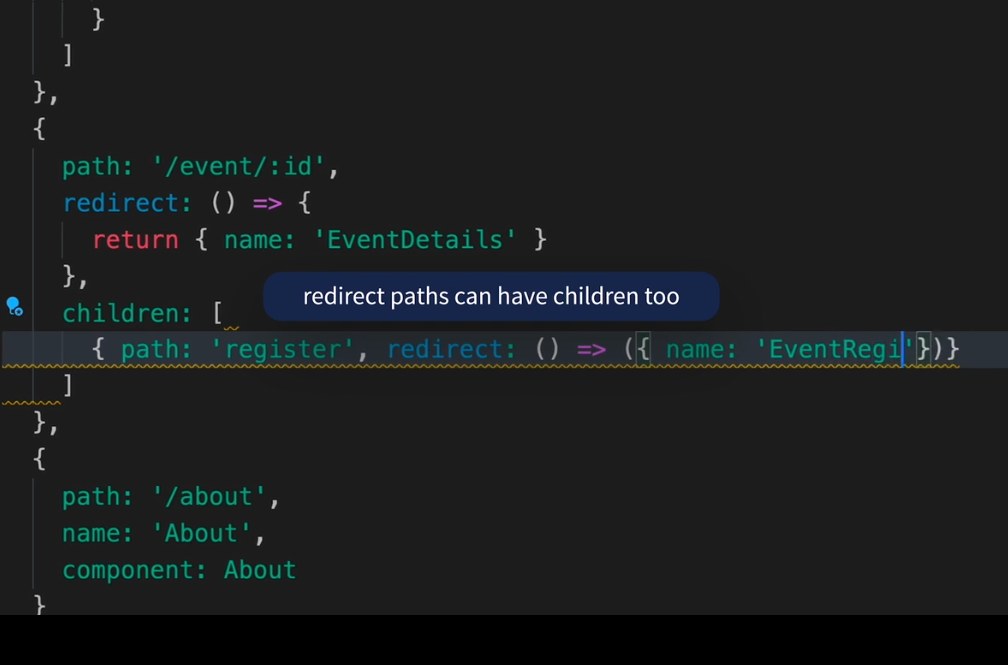 }
]
},
{
path: '/event/:id',
redirect: () => {
return { name: 'EventDetails' }
},
redirect paths can have children too
children: [
{ path: 'register', redirect: () => ({ name: 'EventRegi'})}
]
},
{
path: '/about',
name: 'About',
component: About
}